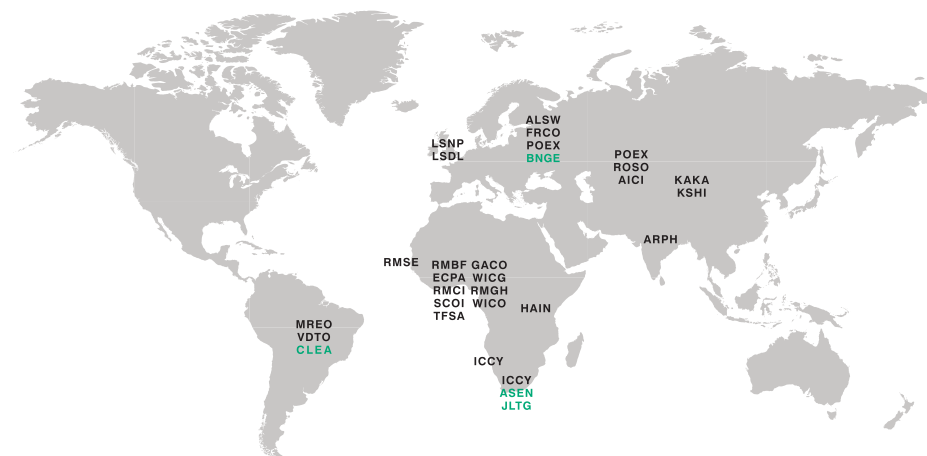 ALSW
FRCO
POEX
BNGE
LSNP
LSDL
POEX
ROSO
AICI
KAKA
KSHI
ARPH
RMSE
RMBF GACO
ECPA WICG
RMCI RMGH
SCOI WICO
TFSA
HAIN
MREO
VDTO
CLEA
ICCY
ICCY
ASEN
JLTG